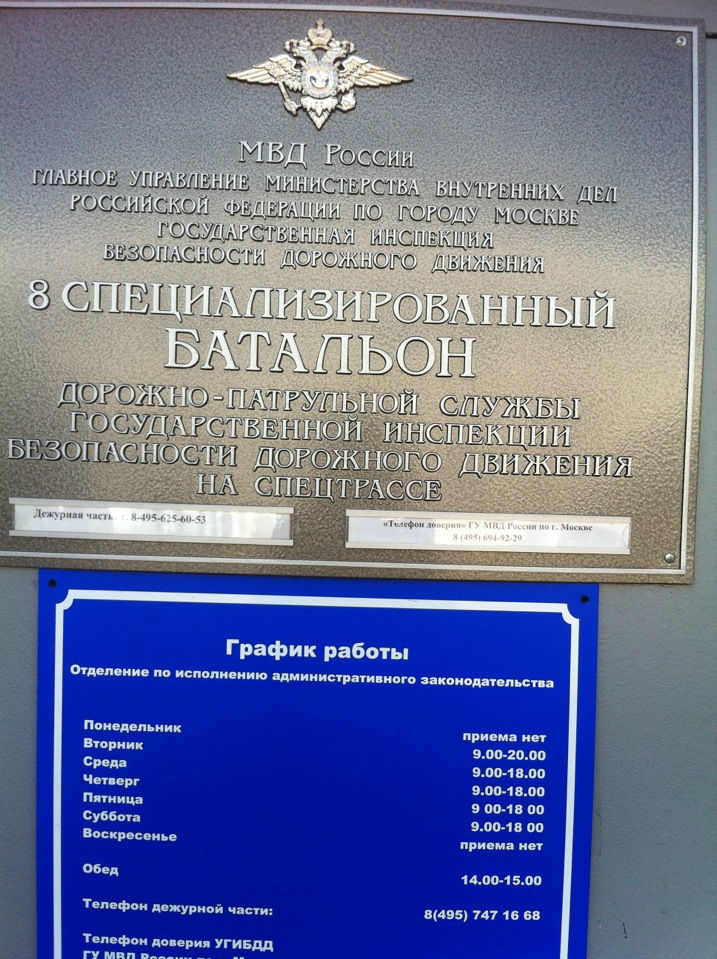 МВД России
ГЛАВНОЕ УПРАВЛЕНИЕ МИНИСТЕРСТВА ВНУТРЕННИХ ДЕЛ
РОССИЙСКОЙ ФЕДЕРАЦИИ ПО ГОРОДУ МОСКВЕ
ГОСУДАРСТВЕННАЯ ИНСПЕКЦИЯ
БЕЗОПАСНОСТИ ДОРОЖНОГО ДВИЖЕНИЯ
8 СПЕЦИАЛИЗИРОВАННЫЙ
БАТАЛЬОН
ДОРОЖНО-ПАТРУЛЬНОЙ СЛУЖБЫ
ГОСУДАРСТВЕННОЙ ИНСПЕКЦИИ
БЕЗОПАСНОСТИ ДОРОЖНОГО ДВИЖЕНИЯ
НА СПЕЦТРАССЕ
Дежурная часть: т. 8-495-625-60-53
«Телефон доверия» ГУ МВД России по г. Москве
8 (495) 694-92-29
График работы
Отделение по исполнению административного законодательства
Понедельник приема нет
Вторник 9.00-20.00
Среда 9.00-18.00
Четверг 9.00-18.00
Пятница 9 00-18 00
Суббота 9.00-18 00
Воскресенье приема нет
Обед 14.00-15.00
Телефон дежурной части: 8(495) 747 16 68
Телефон доверия УГИБДД
ГУ МВД России по г.